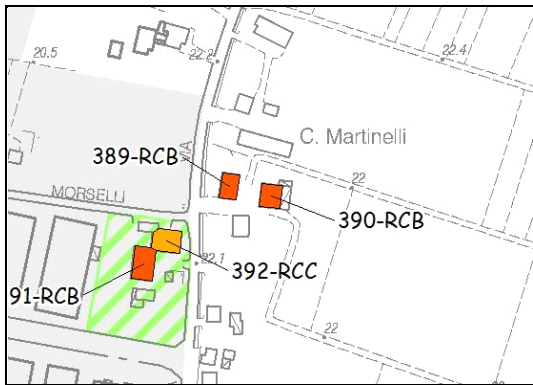 20.5
22.2
22.4
C. Martinelli
389-RCB
MORSELLI
22
390-RCB
392-RCC
22.1
91-RCB
22